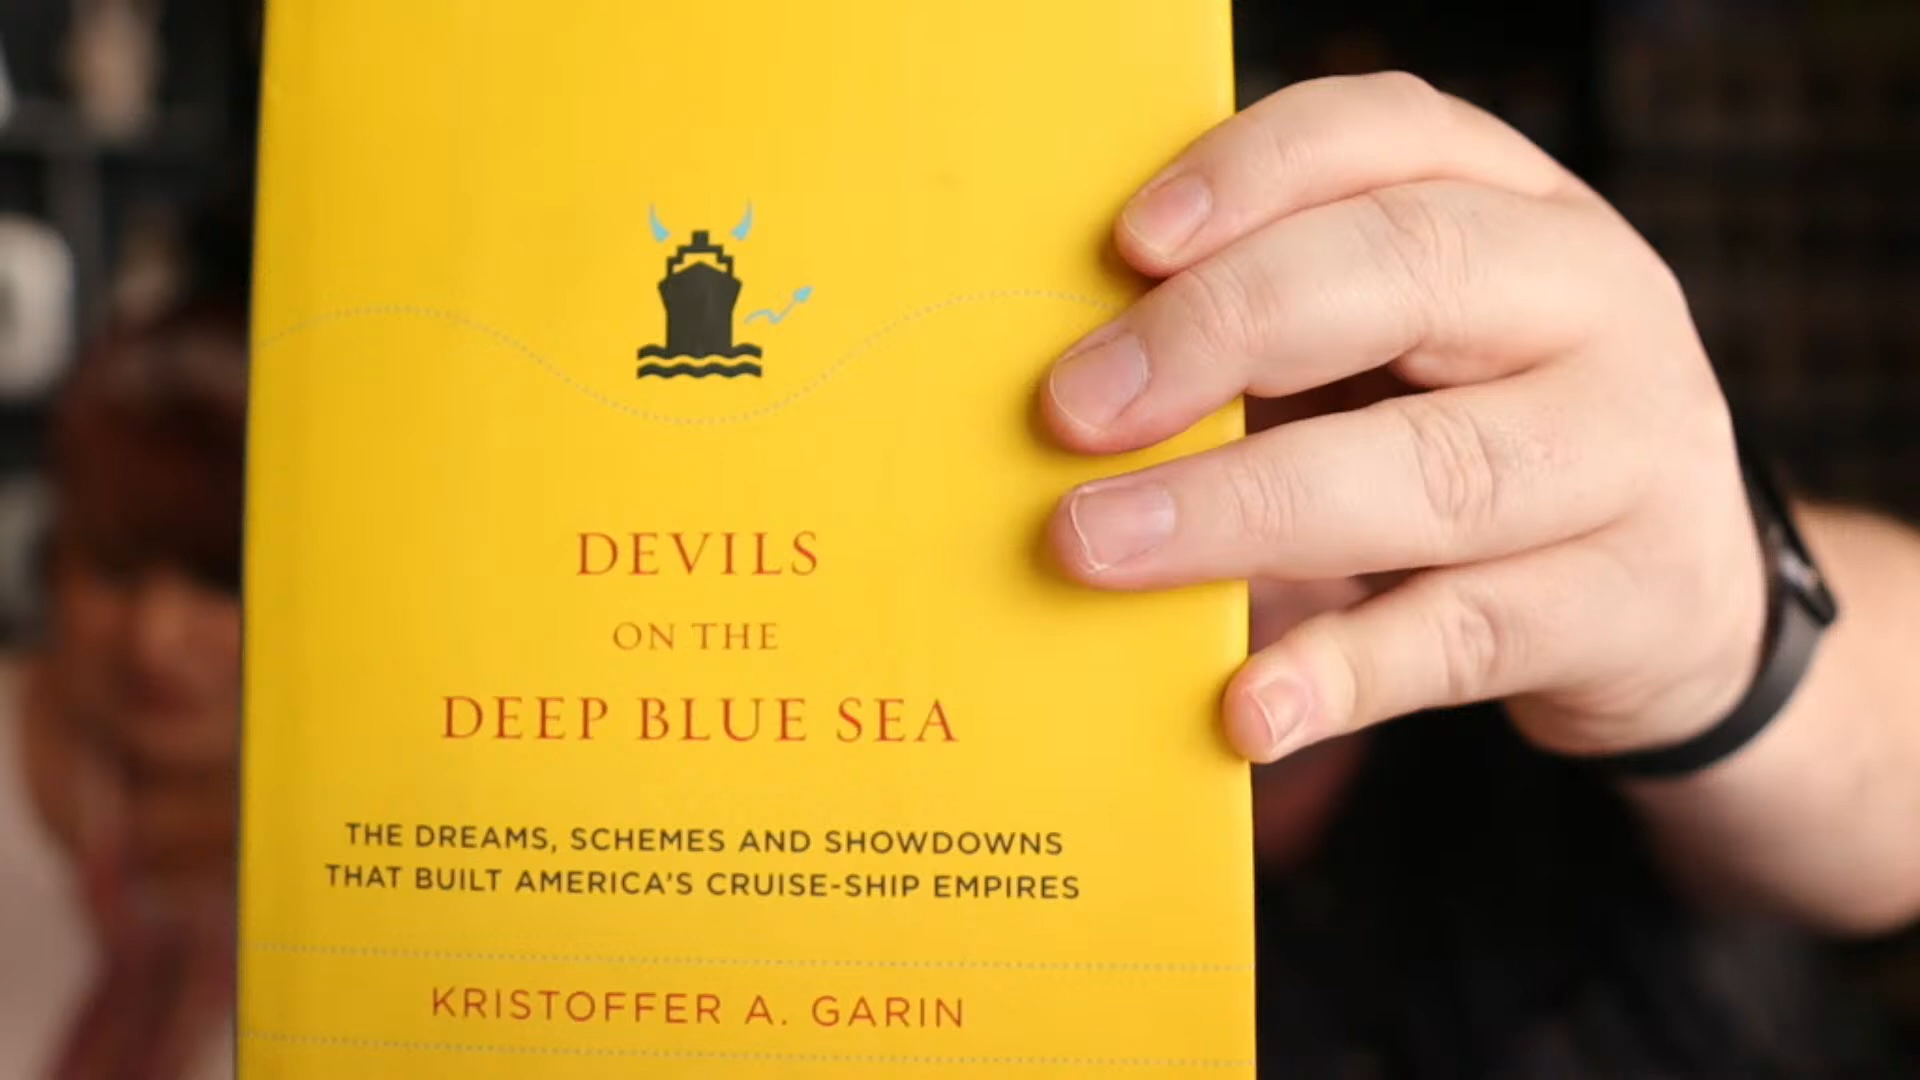 DEVILS
ON THE
DEEP BLUE SEA
THE DREAMS, SCHEMES AND SHOWDOWNS
THAT BUILT AMERICA'S CRUISE-SHIP EMPIRES
KRISTOFFER A. GARIN